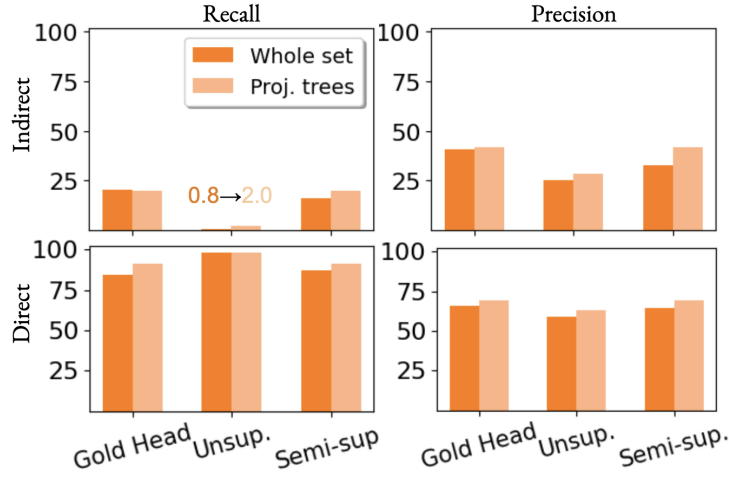 Recall
Precision
Indirect
100
75
50
25
Whole set
Proj. trees
0.8→2.0
100
75
50
25
Direct
100
75
50
25
Gold Head
Unsup.
Semi-sup
100
75
50
25
Gold Head
Unsup.
Semi-sup.